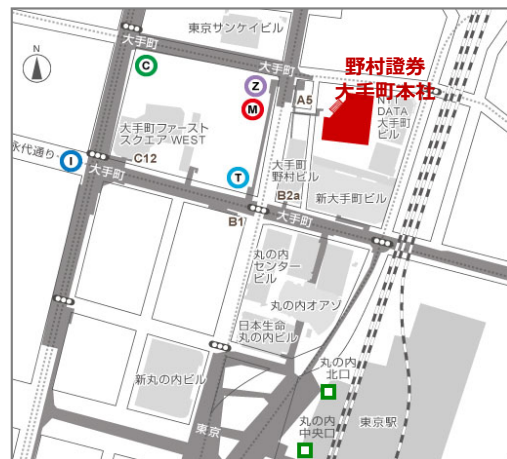 東京サンケイビル
大手町
N
C
大手町
野村證券
大手町本社
Z
A5
M
NTT
DATA
大手町
ビル
大手町ファースト
スクエア WEST
永代通り
I
C12
大手町
T
大手町
野村ビル
新大手町ビル
B2a
B1
大手町
丸の内
センター
ビル
丸の内オアゾ
日本生命
丸の内ビル
新丸の内ビル
丸の内
北口
東京
東京駅
丸の内
中央口